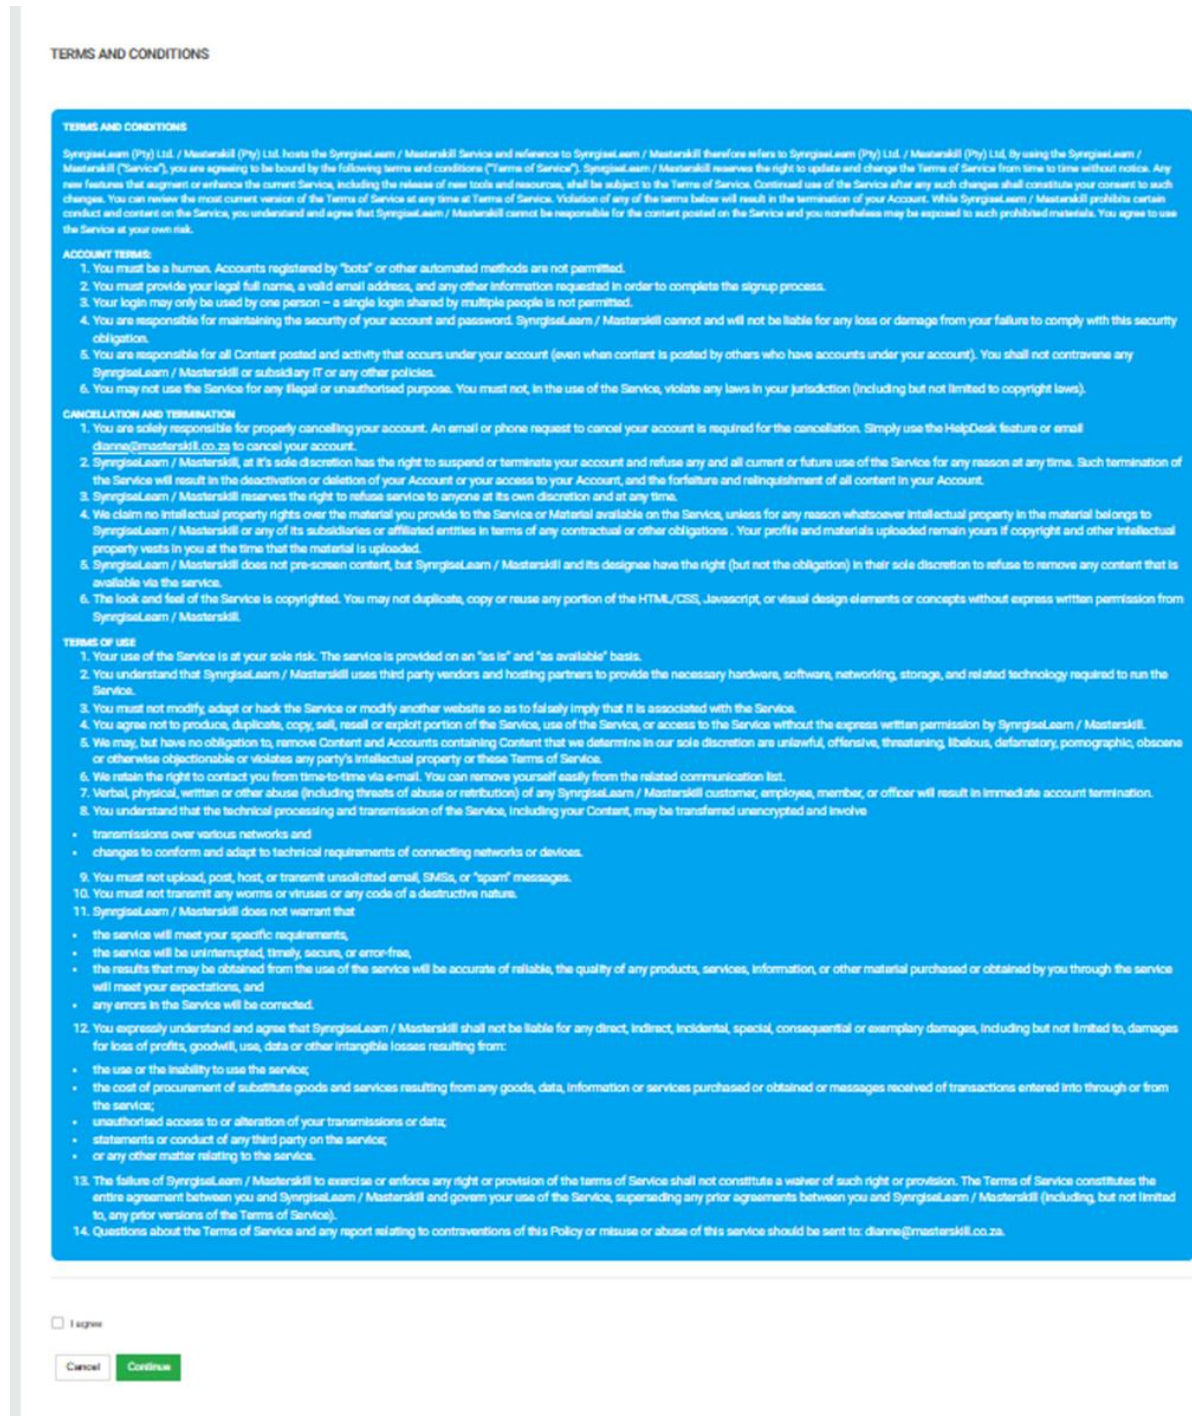 TERMS AND CONDITIONS
TERMS AND CONDITIONS
SynrgiseLearn (Pty) Ltd. / Masterskill (Pty) Ltd. hosts the SynrgiseLearn / Masterskill Service and reference to SynrgiseLearn / Masterskill therefore refers to SynrgiseLearn (Pty) Ltd. / Masterskill (Pty) Ltd, By using the SynrgiseLearn /
Masterskill ("Service"), you are agreeing to be bound by the following terms and conditions ("Terms of Service"). SynrgiseLearn / Masterskill reserves the right to update and change the Terms of Service from time to time without notice. Any
new features that augment or enhance the current Service, including the release of new tools and resources, shall be subject to the Terms of Service. Continued use of the Service after any such changes shall constitute your consent to such
changes. You can review the most current version of the Terms of Service at any time at Terms of Service. Violation of any of the terms below will result in the termination of your Account. While SynrgiseLearn / Masterskill prohibits certain
conduct and content on the Service, you understand and agree that SynrgiseLearn / Masterskill cannot be responsible for the content posted on the Service and you nonetheless may be exposed to such prohibited materials. You agree to use
the Service at your own risk.
ACCOUNT TERMS:
1. You must be a human. Accounts registered by "bots" or other automated methods are not permitted.
2. You must provide your legal full name, a valid email address, and any other information requested in order to complete the signup process.
3. Your login may only be used by one person – a single login shared by multiple people is not permitted.
4. You are responsible for maintaining the security of your account and password. SynrgiseLearn / Masterskill cannot and will not be liable for any loss or damage from your failure to comply with this security
obligation.
5. You are responsible for all Content posted and activity that occurs under your account (even when content is posted by others who have accounts under your account). You shall not contravene any
SynrgiseLearn / Masterskill or subsidiary IT or any other policies.
6. You may not use the Service for any illegal or unauthorised purpose. You must not, in the use of the Service, violate any laws in your jurisdiction (including but not limited to copyright laws).
CANCELLATION AND TERMINATION
1. You are solely responsible for properly cancelling your account. An email or phone request to cancel your account is required for the cancellation. Simply use the HelpDesk feature or email
dianne@masterskill.co.za to cancel your account.
2. SynrgiseLearn / Masterskill, at it's sole discretion has the right to suspend or terminate your account and refuse any and all current or future use of the Service for any reason at any time. Such termination of
the Service will result in the deactivation or deletion of your Account or your access to your Account, and the forfeiture and relinquishment of all content in your Account.
3. SynrgiseLearn / Masterskill reserves the right to refuse service to anyone at its own discretion and at any time.
4. We claim no intellectual property rights over the material you provide to the Service or Material available on the Service, unless for any reason whatsoever intellectual property in the material belongs to
SynrgiseLearn / Masterskill or any of its subsidiaries or affiliated entities in terms of any contractual or other obligations . Your profile and materials uploaded remain yours if copyright and other intellectual
property vests in you at the time that the material is uploaded.
5. SynrgiseLearn / Masterskill does not pre-screen content, but SynrgiseLearn / Masterskill and its designee have the right (but not the obligation) in their sole discretion to refuse to remove any content that is
available via the service.
6. The look and feel of the Service is copyrighted. You may not duplicate, copy or reuse any portion of the HTML/CSS, Javascript, or visual design elements or concepts without express written permission from
SynrgiseLearn / Masterskill.
TERMS OF USE
1. Your use of the Service is at your sole risk. The service is provided on an "as is" and "as available" basis.
2. You understand that SynrgiseLearn / Masterskill uses third party vendors and hosting partners to provide the necessary hardware, software, networking, storage, and related technology required to run the
Service.
3. You must not modify, adapt or hack the Service or modify another website so as to falsely imply that it is associated with the Service.
4. You agree not to produce, duplicate, copy, sell, resell or exploit portion of the Service, use of the Service, or access to the Service without the express written permission by SynrgiseLearn / Masterskill.
5. We may, but have no obligation to, remove Content and Accounts containing Content that we determine in our sole discretion are unlawful, offensive, threatening, libelous, defamatory, pornographic, obscene
or otherwise objectionable or violates any party's intellectual property or these Terms of Service.
6. We retain the right to contact you from time-to-time via e-mail. You can remove yourself easily from the related communication list.
7. Verbal, physical, written or other abuse (including threats of abuse or retribution) of any SynrgiseLearn / Masterskill customer, employee, member, or officer will result in immediate account termination.
8. You understand that the technical processing and transmission of the Service, including your Content, may be transferred unencrypted and involve
• transmissions over various networks and
• changes to conform and adapt to technical requirements of connecting networks or devices.
9. You must not upload, post, host, or transmit unsolicited email, SMSs, or "spam" messages.
10. You must not transmit any worms or viruses or any code of a destructive nature.
11. SynrgiseLearn / Masterskill does not warrant that
• the service will meet your specific requirements,
• the service will be uninterrupted, timely, secure, or error-free,
• the results that may be obtained from the use of the service will be accurate of reliable, the quality of any products, services, information, or other material purchased or obtained by you through the service
will meet your expectations, and
• any errors in the Service will be corrected.
12. You expressly understand and agree that SynrgiseLearn / Masterskill shall not be liable for any direct, indirect, incidental, special, consequential or exemplary damages, including but not limited to, damages
for loss of profits, goodwill, use, data or other intangible losses resulting from:
• the use or the inability to use the service;
• the cost of procurement of substitute goods and services resulting from any goods, data, information or services purchased or obtained or messages received of transactions entered into through or from
the service;
• unauthorised access to or alteration of your transmissions or data;
• statements or conduct of any third party on the service;
• or any other matter relating to the service.
13. The failure of SynrgiseLearn / Masterskill to exercise or enforce any right or provision of the terms of Service shall not constitute a waiver of such right or provision. The Terms of Service constitutes the
entire agreement between you and SynrgiseLearn / Masterskill and govern your use of the Service, superseding any prior agreements between you and SynrgiseLearn / Masterskill (including, but not limited
to, any prior versions of the Terms of Service).
14. Questions about the Terms of Service and any report relating to contraventions of this Policy or misuse or abuse of this service should be sent to: dianne@masterskill.co.za.
I agree
Cancel Continue